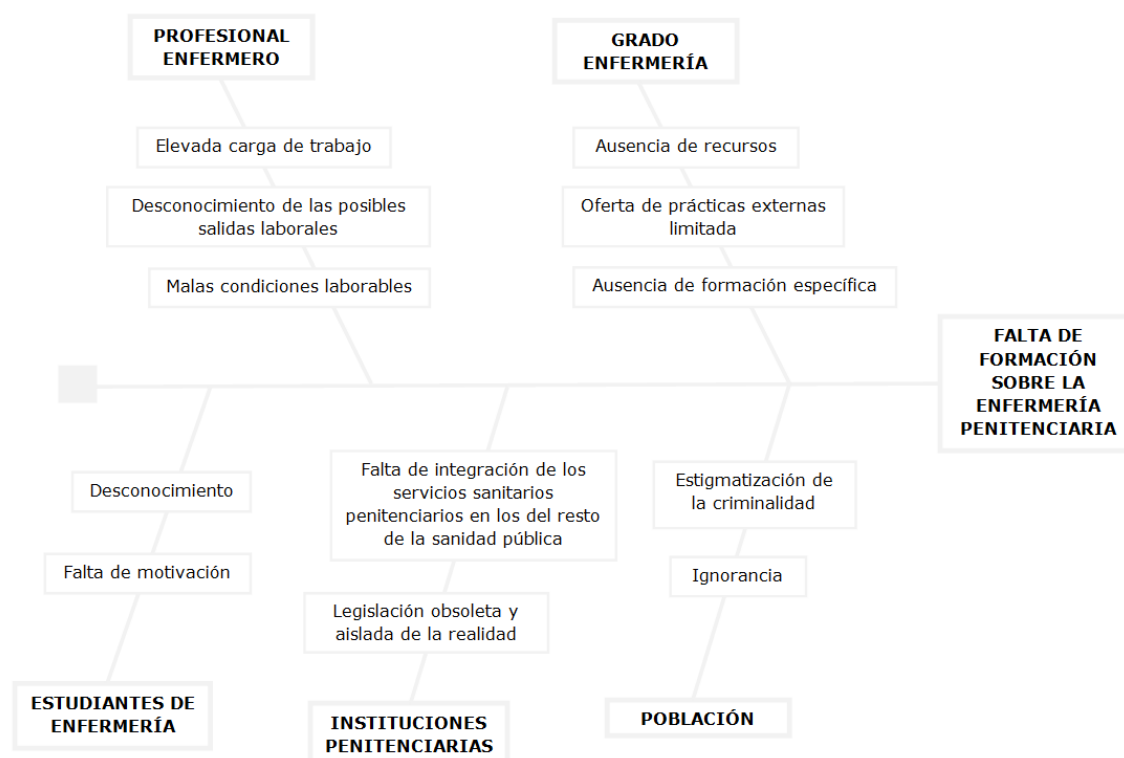 PROFESIONAL
ENFERMERO
GRADO
ENFERMERÍA
Elevada carga de trabajo
Ausencia de recursos
Desconocimiento de las posibles
salidas laborales
Oferta de prácticas externas
limitada
Malas condiciones laborables
Ausencia de formación específica
FALTA DE
FORMACIÓN
SOBRE LA
ENFERMERÍA
PENITENCIARIA
Desconocimiento
Falta de integración de los
servicios sanitarios
penitenciarios en los del resto
de la sanidad pública
Estigmatización de
la criminalidad
Falta de motivación
Legislación obsoleta y
aislada de la realidad
Ignorancia
ESTUDIANTES DE
ENFERMERÍA
INSTITUCIONES
PENITENCIARIAS
POBLACIÓN